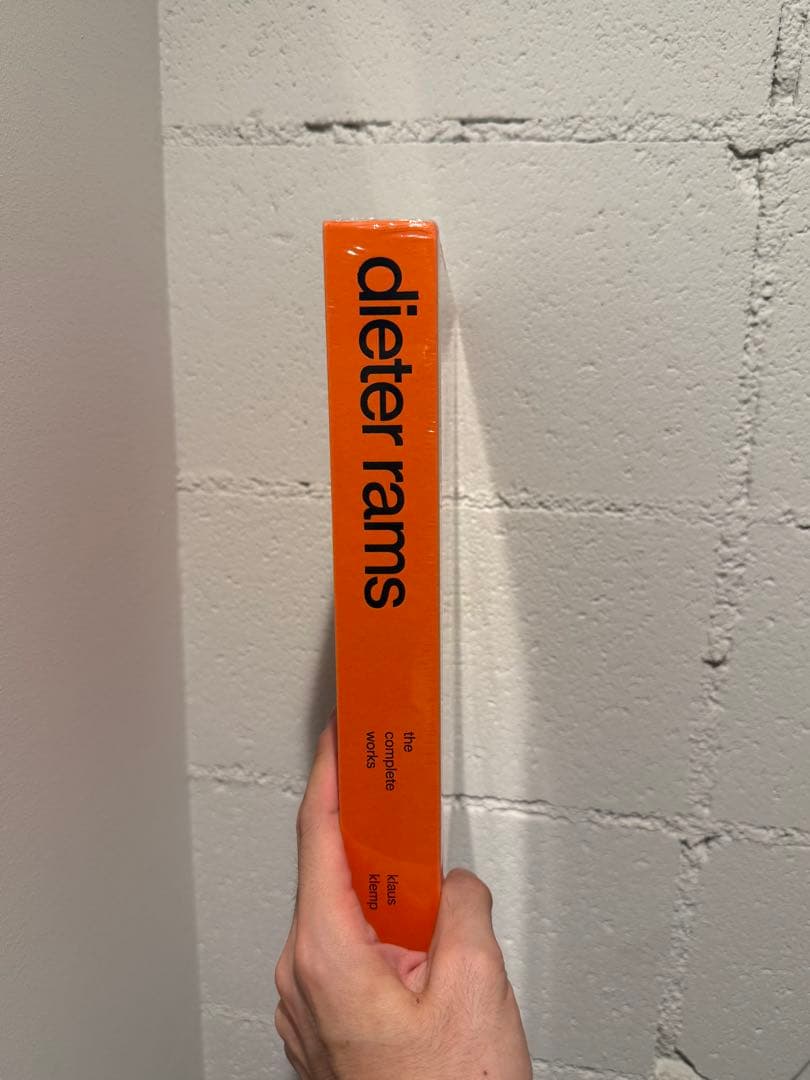 dieter rams
the
complete
works
klaus
klemp